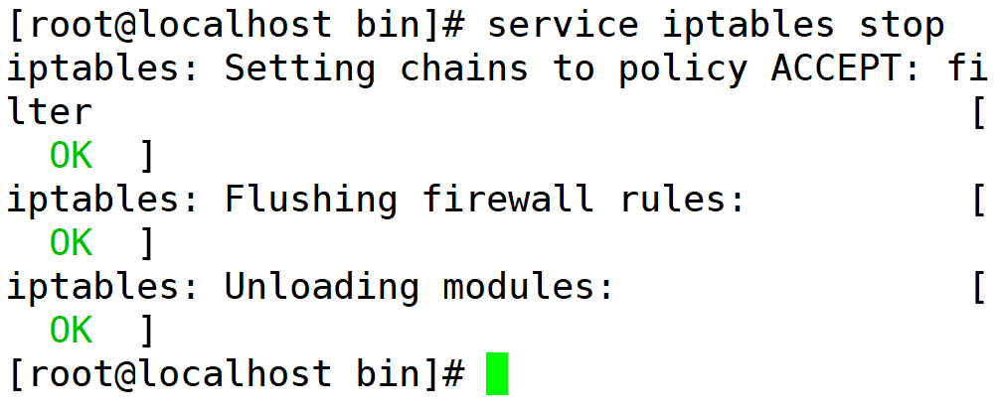 [root@localhost bin]# service iptables stop
iptables: Setting chains to policy ACCEPT: fi
lter                                        [
  OK  ]
iptables: Flushing firewall rules:          [
  OK  ]
iptables: Unloading modules:                [
  OK  ]
[root@localhost bin]#